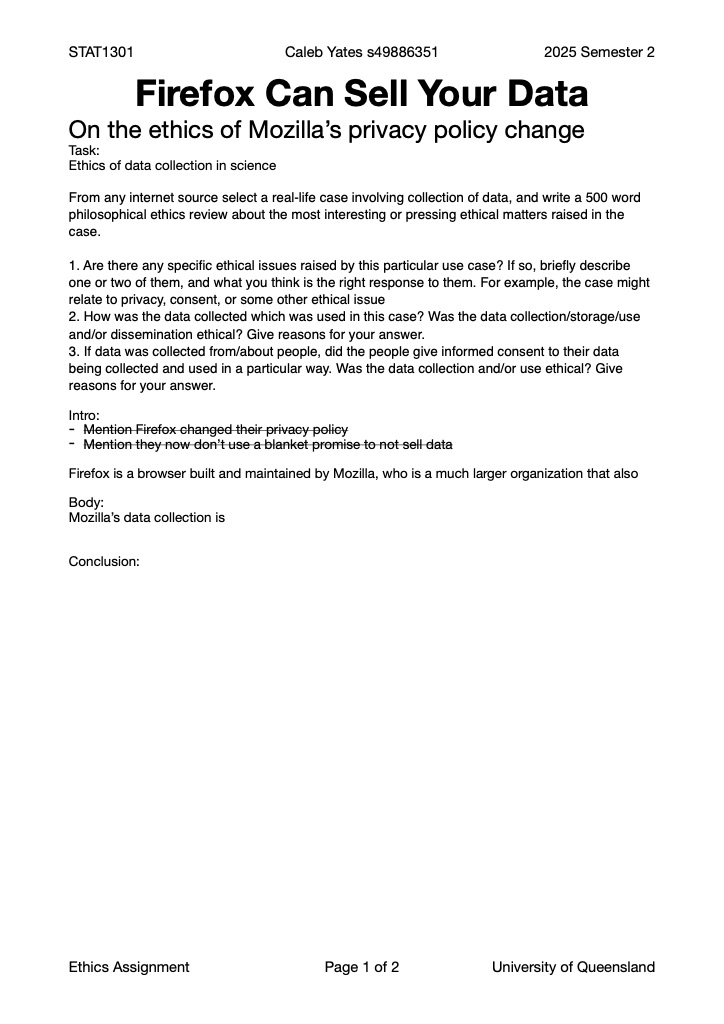 STAT1301 Caleb Yates s49886351 2025 Semester 2
Firefox Can Sell Your Data
On the ethics of Mozilla’s privacy policy change
Task:
Ethics of data collection in science
From any internet source select a real-life case involving collection of data, and write a 500 word
philosophical ethics review about the most interesting or pressing ethical matters raised in the
case.
1. Are there any specific ethical issues raised by this particular use case? If so, briefly describe
one or two of them, and what you think is the right response to them. For example, the case might
relate to privacy, consent, or some other ethical issue
2. How was the data collected which was used in this case? Was the data collection/storage/use
and/or dissemination ethical? Give reasons for your answer.
3. If data was collected from/about people, did the people give informed consent to their data
being collected and used in a particular way. Was the data collection and/or use ethical? Give
reasons for your answer.
Intro:
- Mention Firefox changed their privacy policy
- Mention they now don’t use a blanket promise to not sell data
Firefox is a browser built and maintained by Mozilla, who is a much larger organization that also
Body:
Mozilla’s data collection is
Conclusion:
Ethics Assignment Page 1 of 2 University of Queensland